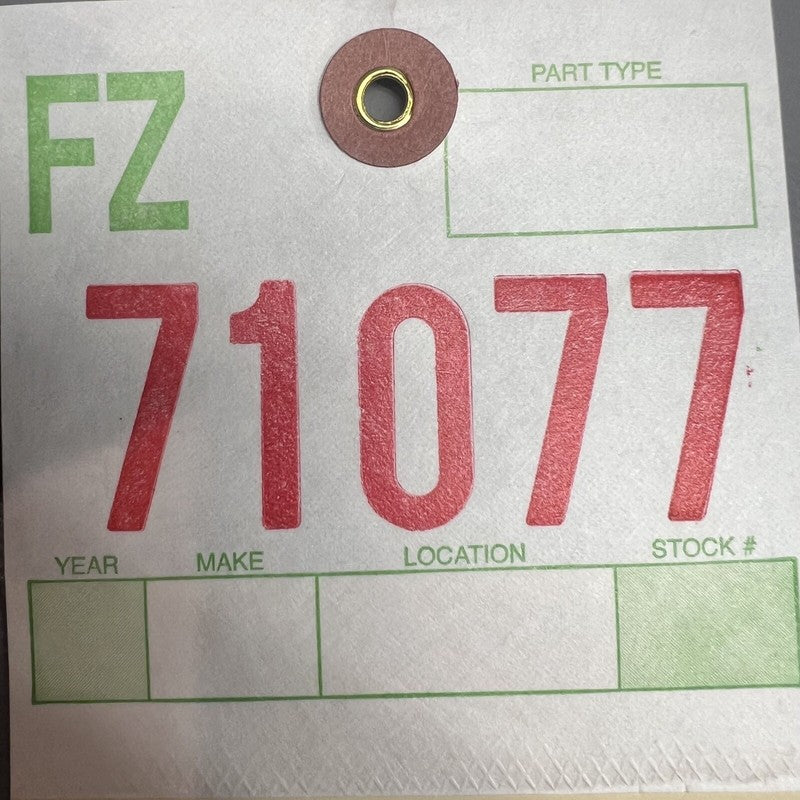 FZ
PART TYPE
71077
YEAR MAKE LOCATION STOCK #